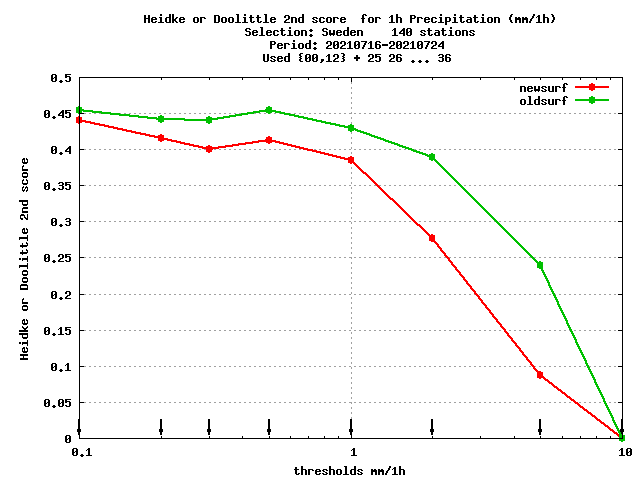 Heidke or Doolittle 2nd score  for 1h Precipitation (mm/1h)
Selection: Sweden    140 stations
Period: 20210716-20210724
Used {00,12} + 25 26 ... 36
newsurf
oldsurf
0.5
0.45
0.4
0.35
0.3
0.25
0.2
0.15
0.1
0.05
0
Heidke or Doolittle 2nd score
0.1
1
10
thresholds mm/1h